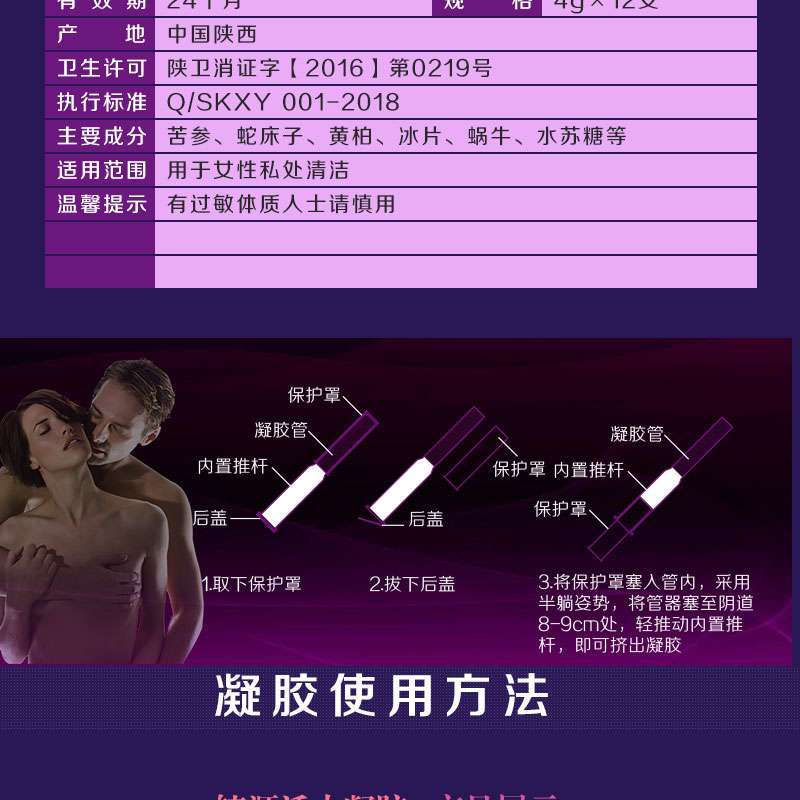 有效期 24个月 规格 4g×12支
产地 中国陕西
卫生许可 陕卫消证字【2016】第0219号
执行标准 Q/SKXY 001-2018
主要成分 苦参、蛇床子、黄柏、冰片、蜗牛、水苏糖等
适用范围 用于女性私处清洁
温馨提示 有过敏体质人士请慎用
保护罩
凝胶管
内置推杆
后盖
1.取下保护罩
保护罩
后盖
2.拔下后盖
凝胶管
内置推杆
保护罩
3.将保护罩塞入管内，采用
半躺姿势，将管器塞至阴道
8-9cm处，轻推动内置推
杆，即可挤出凝胶
凝胶使用方法